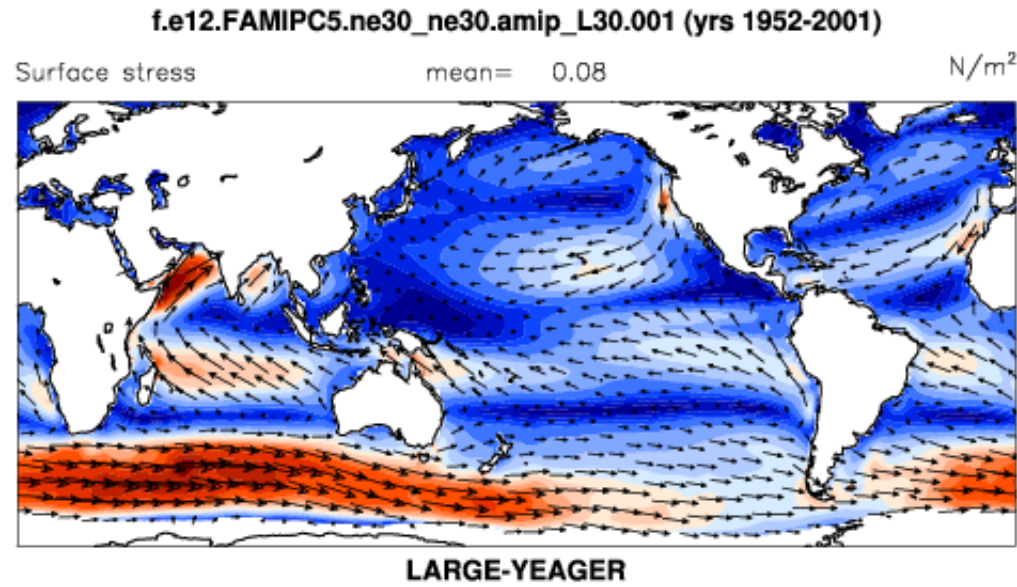 f.e12.FAMIPC5.ne30_ne30.amip_L30.001 (yrs 1952-2001)
Surface stress mean= 0.08 N/m²
LARGE-YEAGER